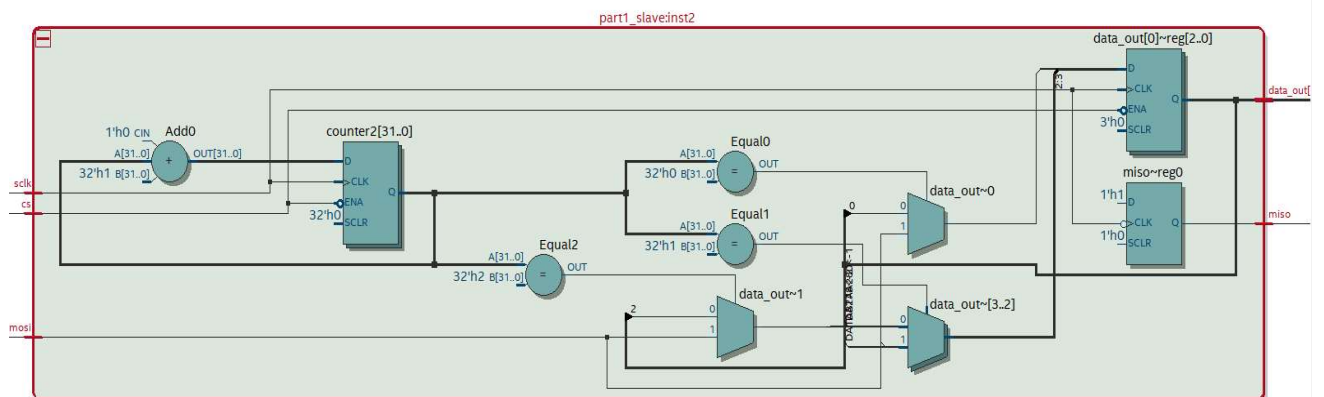 part1_slave:inst2
data_out[0]~reg[2..0]
D
CLK
ENA
3'h0
SCLR
Q
data_out[
2:3
1'h0 CIN
Add0
A[31..0]
OUT[31..0]
32'h1 B[31..0]
+
counter2[31..0]
D
CLK
ENA
32'h0
SCLR
Q
sclk
cs
mosi
Equal0
A[31..0]
32'h0 B[31..0]
=
OUT
Equal1
A[31..0]
32'h1 B[31..0]
=
OUT
Equal2
A[31..0]
32'h2 B[31..0]
=
OUT
data_out~0
0
0
1
data_out~1
2
0
1
data_out~[3..2]
0
1
miso~reg0
1'h1
D
CLK
1'h0
SCLR
Q
miso